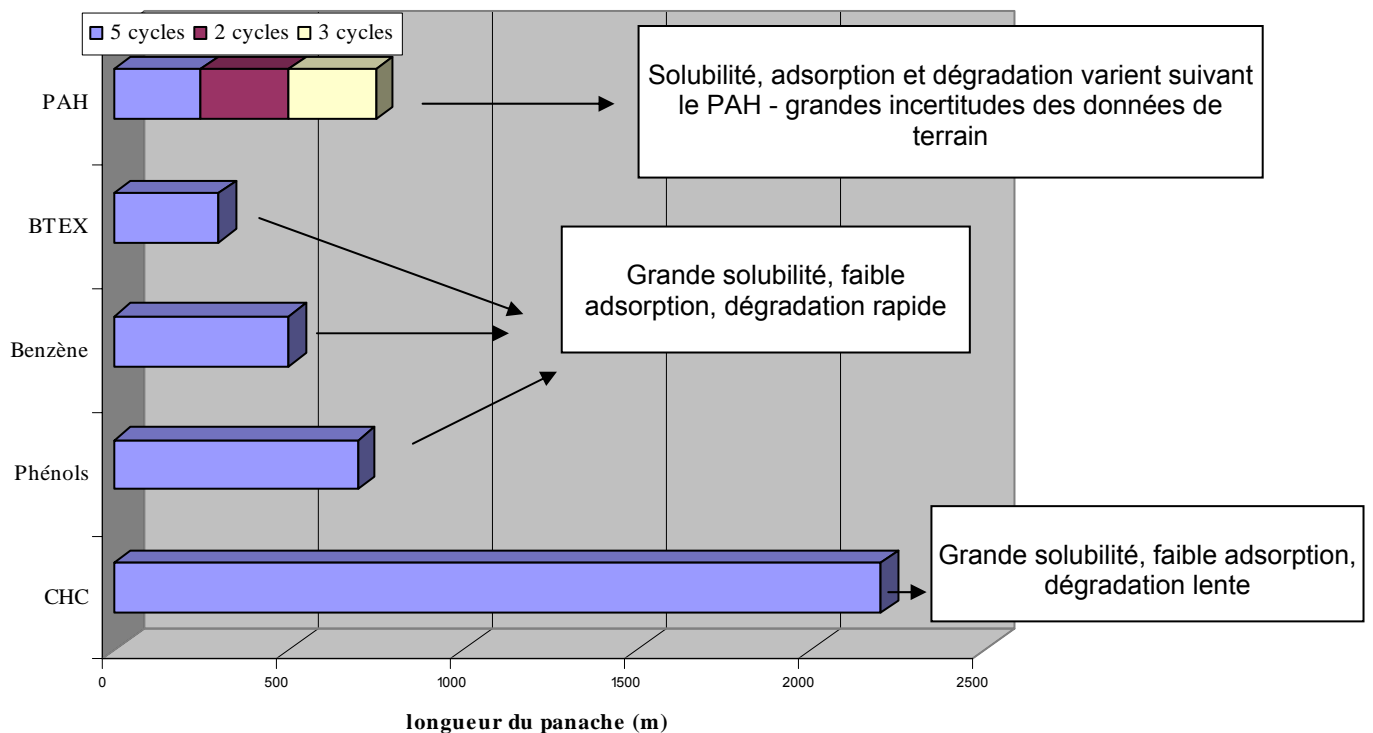 5 cycles 2 cycles 3 cycles
PAH
Solubilité, adsorption et dégradation varient suivant
le PAH - grandes incertitudes des données de
terrain
BTEX
Grande solubilité, faible
adsorption, dégradation rapide
Benzène
Phénols
CHC
Grande solubilité, faible adsorption,
dégradation lente
0 500 1000 1500 2000 2500
longueur du panache (m)